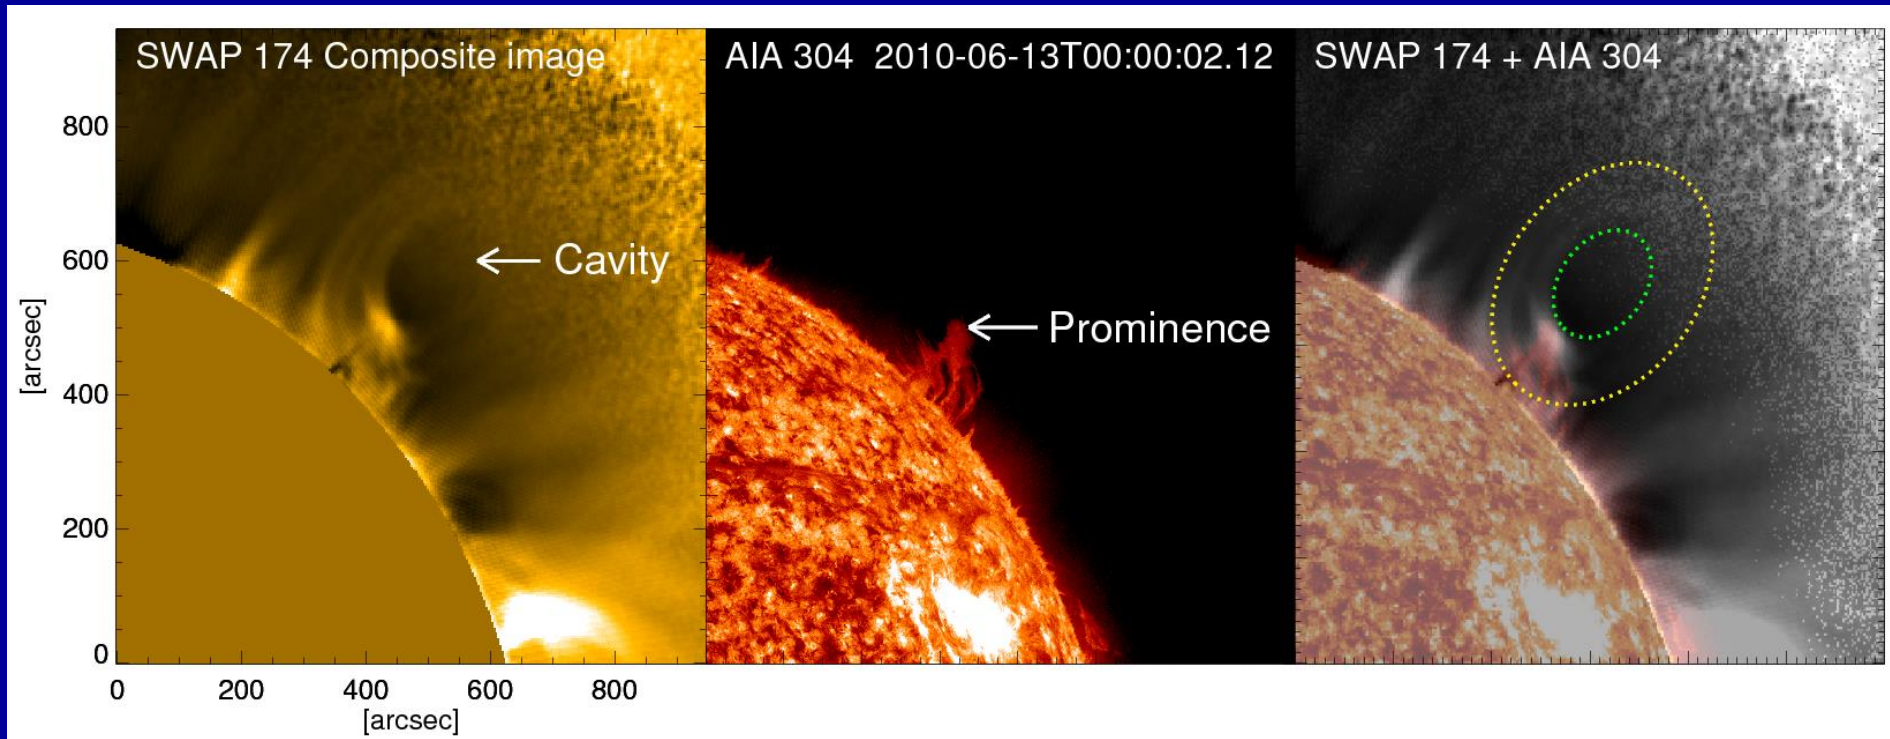 SWAP 174 Composite image
AIA 304 2010-06-13T00:00:02.12
SWAP 174 + AIA 304
Cavity
Prominence
[arcsec]
800
600
400
200
0
0 200 400 600 800
[arcsec]